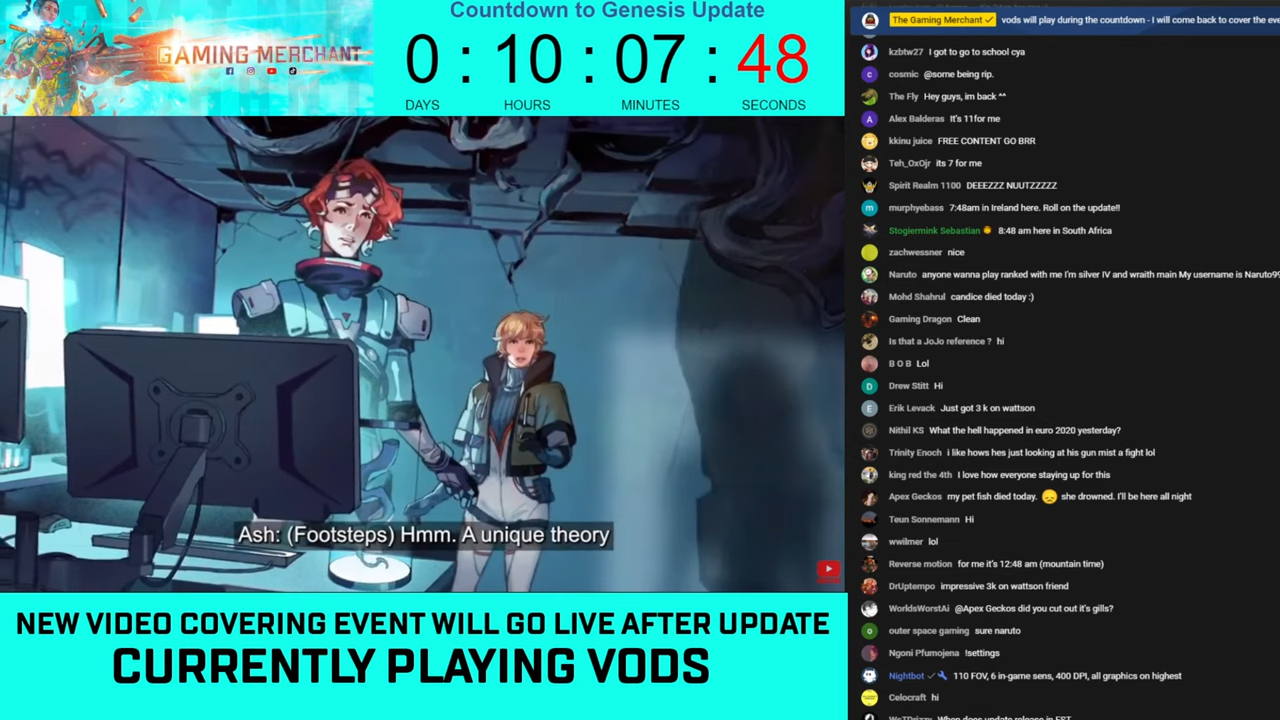 GAMING MERCHANT
Countdown to Genesis Update
0 : 10 : 07 : 48
DAYS HOURS MINUTES SECONDS
Ash: (Footsteps) Hmm. A unique theory
NEW VIDEO COVERING EVENT WILL GO LIVE AFTER UPDATE
CURRENTLY PLAYING VODS
The Gaming Merchant vods will play during the countdown - I will come back to cover the eve
kzbtw27 I got to go to school cya
cosmic @some being rip.
The Fly Hey guys, im back ^^
Alex Balderas It's 11for me
kkinu juice FREE CONTENT GO BRR
Teh_OxOjr its 7 for me
Spirit Realm 1100 DEEEZZZ NUUTZZZZZ
murphyebass 7:48am in Ireland here. Roll on the update!!
Stogiermink Sebastian 8:48 am here in South Africa
zachwessner nice
Naruto anyone wanna play ranked with me I'm silver IV and wraith main My username is Naruto99
Mohd Shahrul candice died today :)
Gaming Dragon Clean
Is that a JoJo reference ? hi
B O B Lol
Drew Stitt Hi
Erik Levack Just got 3 k on wattson
Nithil KS What the hell happened in euro 2020 yesterday?
Trinity Enoch i like hows hes just looking at his gun mist a fight lol
king red the 4th I love how everyone staying up for this
Apex Geckos my pet fish died today. 😞 she drowned. I'll be here all night
Teun Sonnemann Hi
wwilmer lol
Reverse motion for me it's 12:48 am (mountain time)
DrUptempo impressive 3k on wattson friend
WorldsWorstAi @Apex Geckos did you cut out it's gills?
outer space gaming sure naruto
Ngoni Pfumojena !settings
Nightbot 110 FOV, 6 in-game sens, 400 DPI, all graphics on highest
Celocraft hi
When does update release in EST